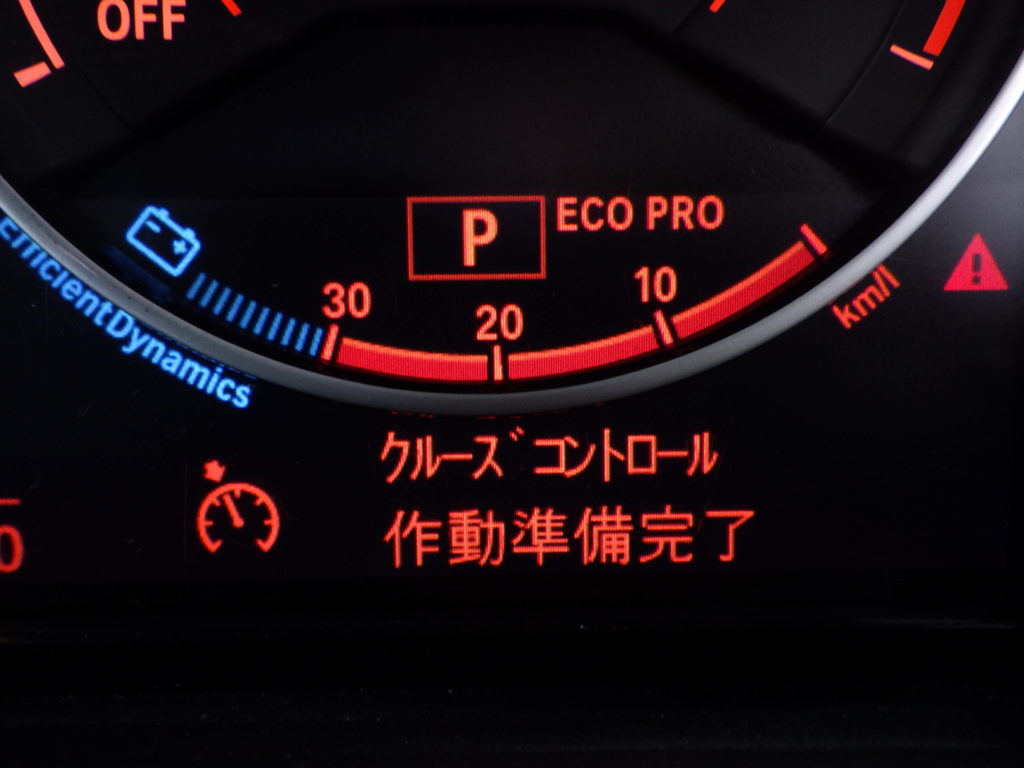 OFF
P
ECO PRO
30
20
10
km/l
EfficientDynamics
ｸﾙｰｽﾞｺﾝﾄﾛｰﾙ
作動準備完了
0